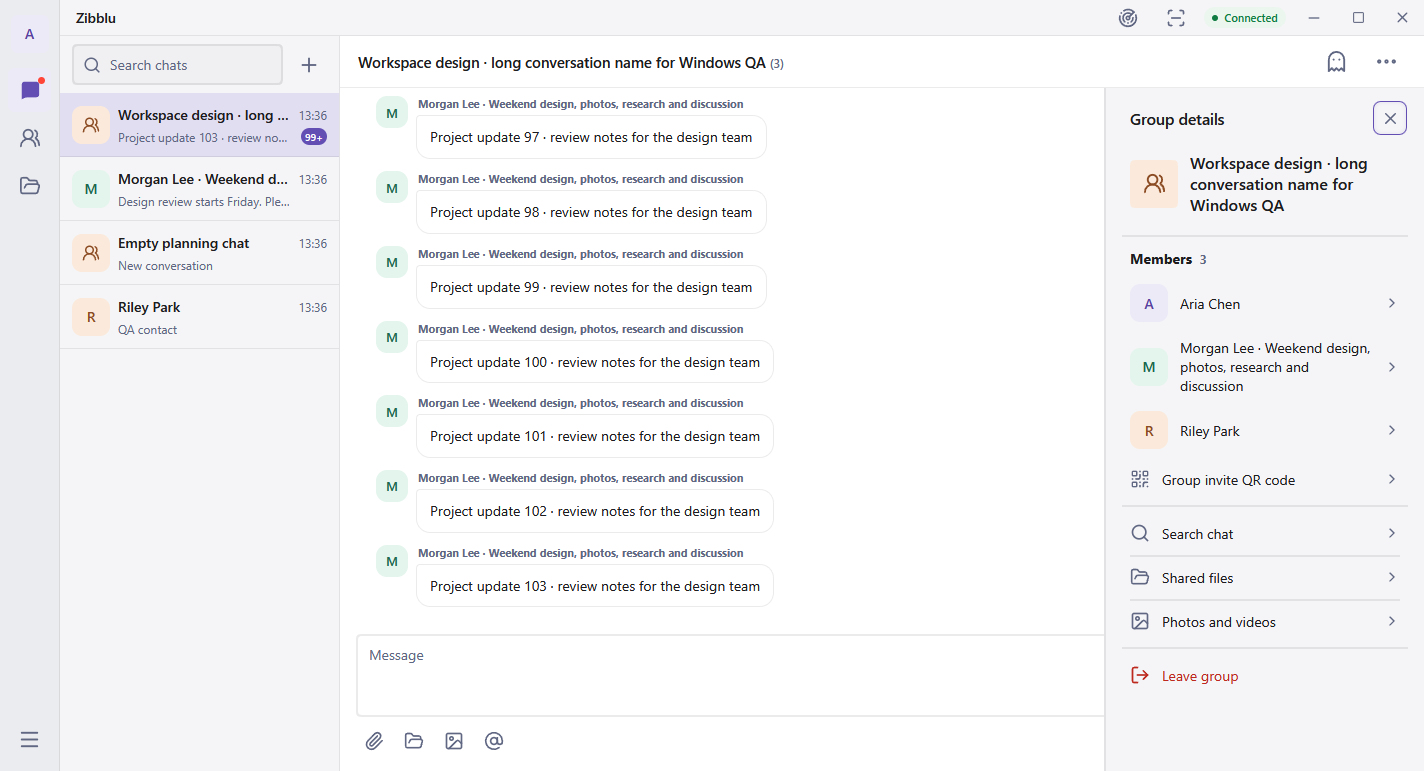 Zibblu
Connected
A
Search chats
Workspace design · long ...
13:36
Project update 103 · review no...
99+
M
Morgan Lee · Weekend d...
13:36
Design review starts Friday. Ple...
Empty planning chat
13:36
New conversation
R
Riley Park
13:36
QA contact
Workspace design · long conversation name for Windows QA (3)
M
Morgan Lee · Weekend design, photos, research and discussion
Project update 97 · review notes for the design team
M
Morgan Lee · Weekend design, photos, research and discussion
Project update 98 · review notes for the design team
M
Morgan Lee · Weekend design, photos, research and discussion
Project update 99 · review notes for the design team
M
Morgan Lee · Weekend design, photos, research and discussion
Project update 100 · review notes for the design team
M
Morgan Lee · Weekend design, photos, research and discussion
Project update 101 · review notes for the design team
M
Morgan Lee · Weekend design, photos, research and discussion
Project update 102 · review notes for the design team
M
Morgan Lee · Weekend design, photos, research and discussion
Project update 103 · review notes for the design team
Message
Group details
Workspace design · long
conversation name for
Windows QA
Members 3
A
Aria Chen
M
Morgan Lee · Weekend design,
photos, research and
discussion
R
Riley Park
Group invite QR code
Search chat
Shared files
Photos and videos
Leave group